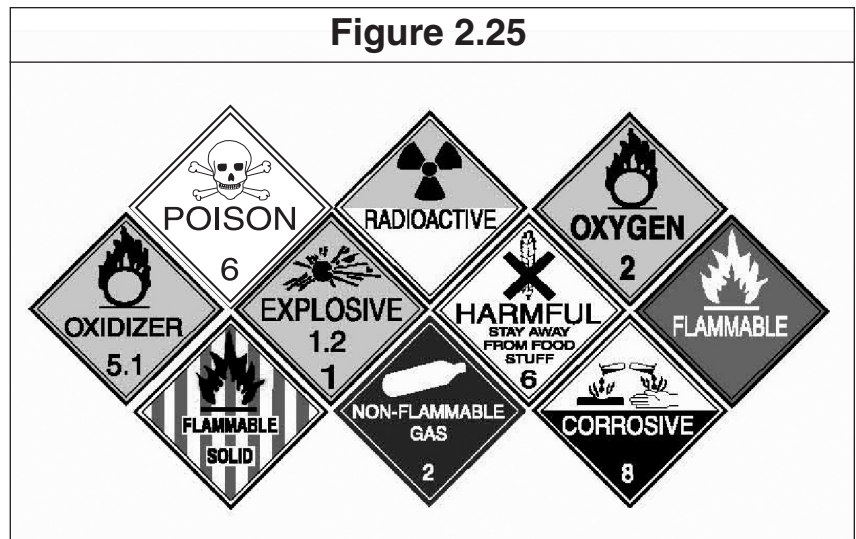 Figure 2.25
POISON
6
RADIOACTIVE
OXYGEN
2
OXIDIZER
5.1
EXPLOSIVE
1.2
1
HARMFUL
STAY AWAY
FROM FOOD
STUFF
6
FLAMMABLE
FLAMMABLE
SOLID
NON-FLAMMABLE
GAS
2
CORROSIVE
8